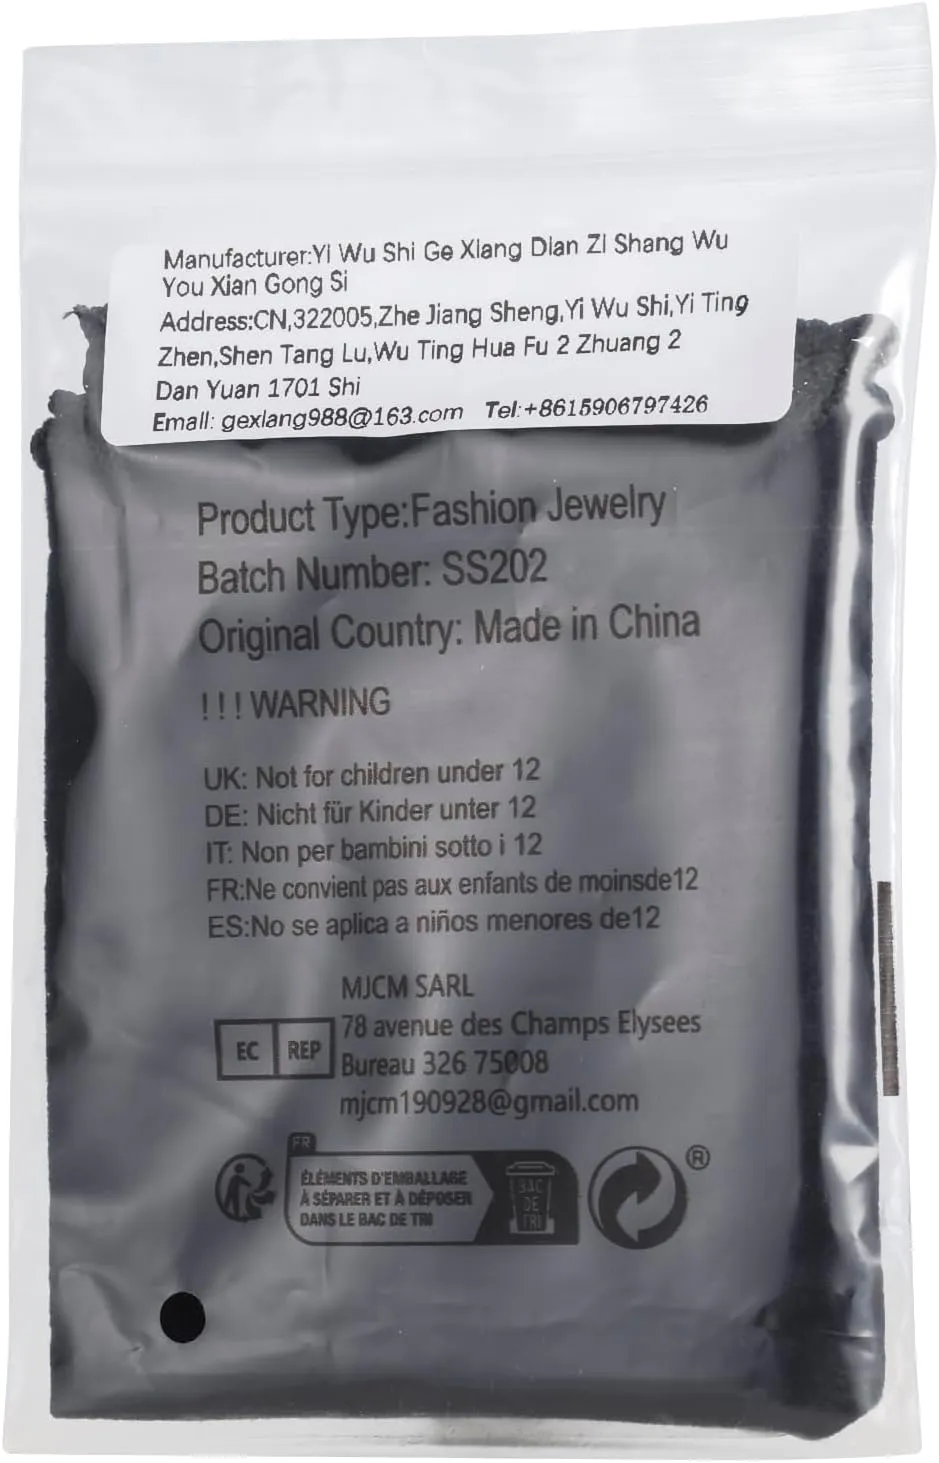 Manufacturer:Yi Wu Shi Ge Xiang Dian Zi Shang Wu
You Xian Gong Si
Address:CN,322005,Zhe Jiang Sheng,Yi Wu Shi,Yi Ting
Zhen,Shen Tang Lu,Wu Ting Hua Fu 2 Zhuang 2
Dan Yuan 1701 Shi
Email: gexiang988@163.com Tel:+8615906797426
Product Type:Fashion Jewelry
Batch Number: SS202
Original Country: Made in China
!!! WARNING
UK: Not for children under 12
DE: Nicht für Kinder unter 12
IT: Non per bambini sotto i 12
FR:Ne convient pas aux enfants de moinsde12
ES:No se aplica a niños menores de12
MJCM SARL
78 avenue des Champs Elysees
EC REP
Bureau 326 75008
mjcm190928@gmail.com
FR
ÉLÉMENTS D'EMBALLAGE
À SÉPARER ET À DÉPOSER
DANS LE BAC DE TRI
BAC
DE
TRI
®